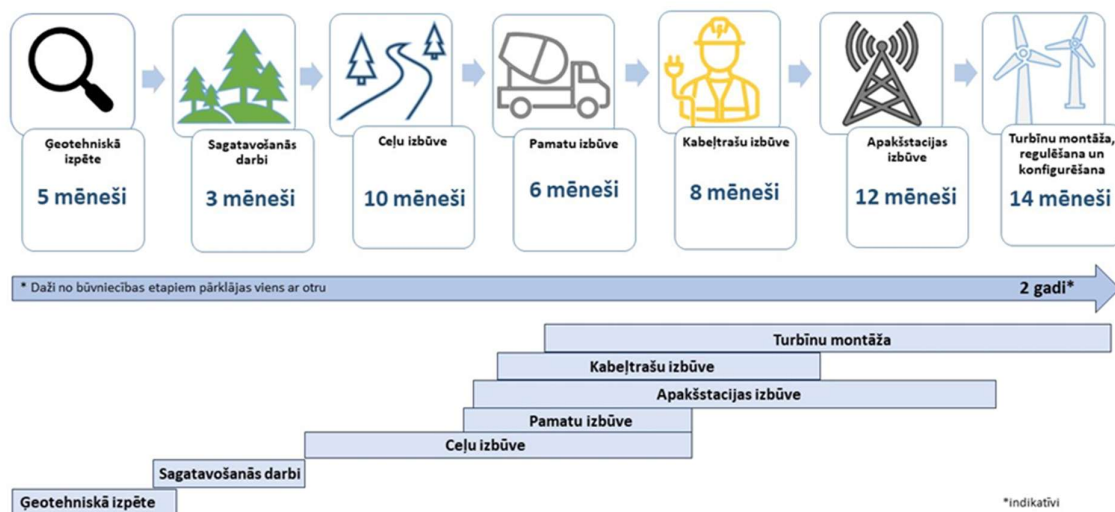 Ģeotehniskā
izpēte
5 mēneši
Sagatavošanās
darbi
3 mēneši
Ceļu izbūve
10 mēneši
Pamatu izbūve
6 mēneši
Kabeļtrašu izbūve
8 mēneši
Apakšstacijas
izbūve
12 mēneši
Turbīnu montāža,
regulēšana un
konfigurēšana
14 mēneši
* Daži no būvniecības etapiem pārklājas viens ar otru
2 gadi*
Turbīnu montāža
Kabeļtrašu izbūve
Apakšstacijas izbūve
Pamatu izbūve
Ceļu izbūve
Sagatavošanās darbi
Ģeotehniskā izpēte
*indikatīvi